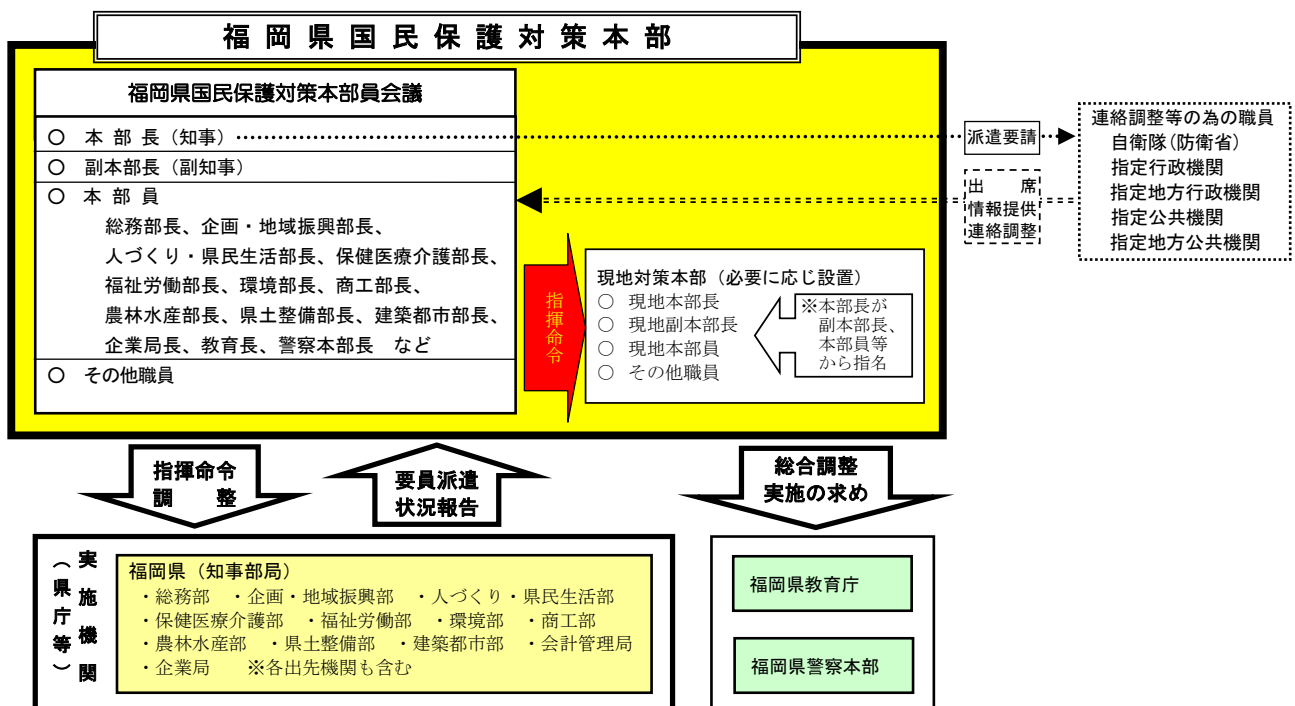 福岡県国民保護対策本部
福岡県国民保護対策本部員会議
○ 本部長（知事）
○ 副本部長（副知事）
○ 本部員
総務部長、企画・地域振興部長、
人づくり・県民生活部長、保健医療介護部長、
福祉労働部長、環境部長、商工部長、
農林水産部長、県土整備部長、建築都市部長、
企業局長、教育長、警察本部長　など
○ その他職員
派遣要請
出　席
情報提供
連絡調整
連絡調整等の為の職員
自衛隊（防衛省）
指定行政機関
指定地方行政機関
指定公共機関
指定地方公共機関
指揮命令
現地対策本部（必要に応じ設置）
○ 現地本部長
○ 現地副本部長
○ 現地本部員
○ その他職員
※本部長が
副本部長、
本部員等
から指名
指揮命令
調　整
要員派遣
状況報告
総合調整
実施の求め
実施機関
（県庁等）
福岡県（知事部局）
・総務部　・企画・地域振興部　・人づくり・県民生活部
・保健医療介護部　・福祉労働部　・環境部　・商工部
・農林水産部　・県土整備部　・建築都市部　・会計管理局
・企業局　※各出先機関も含む
福岡県教育庁
福岡県警察本部